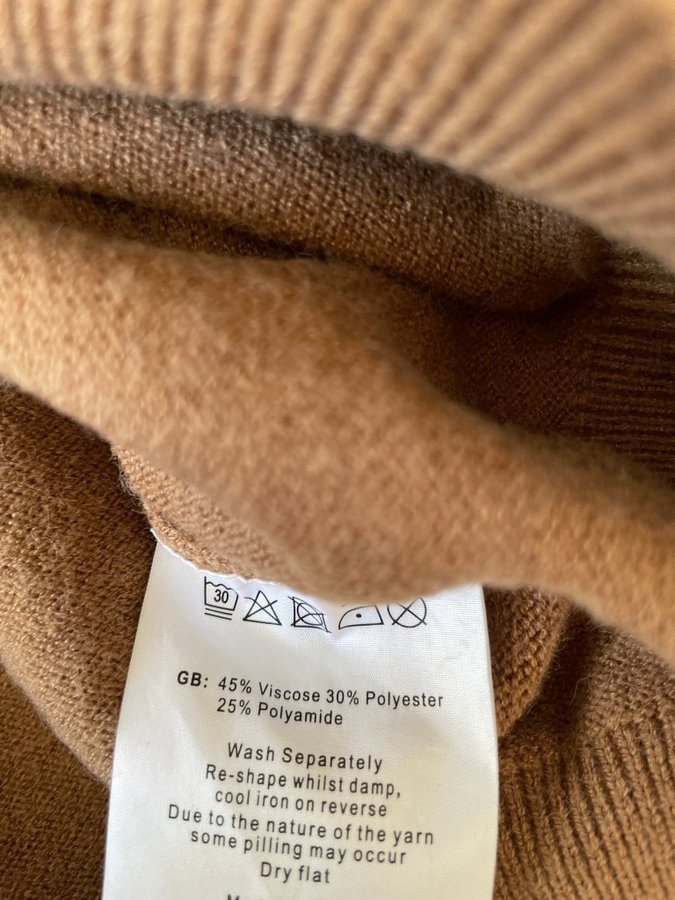 30
GB: 45% Viscose 30% Polyester
25% Polyamide
Wash Separately
Re-shape whilst damp,
cool iron on reverse
Due to the nature of the yarn
some pilling may occur
Dry flat